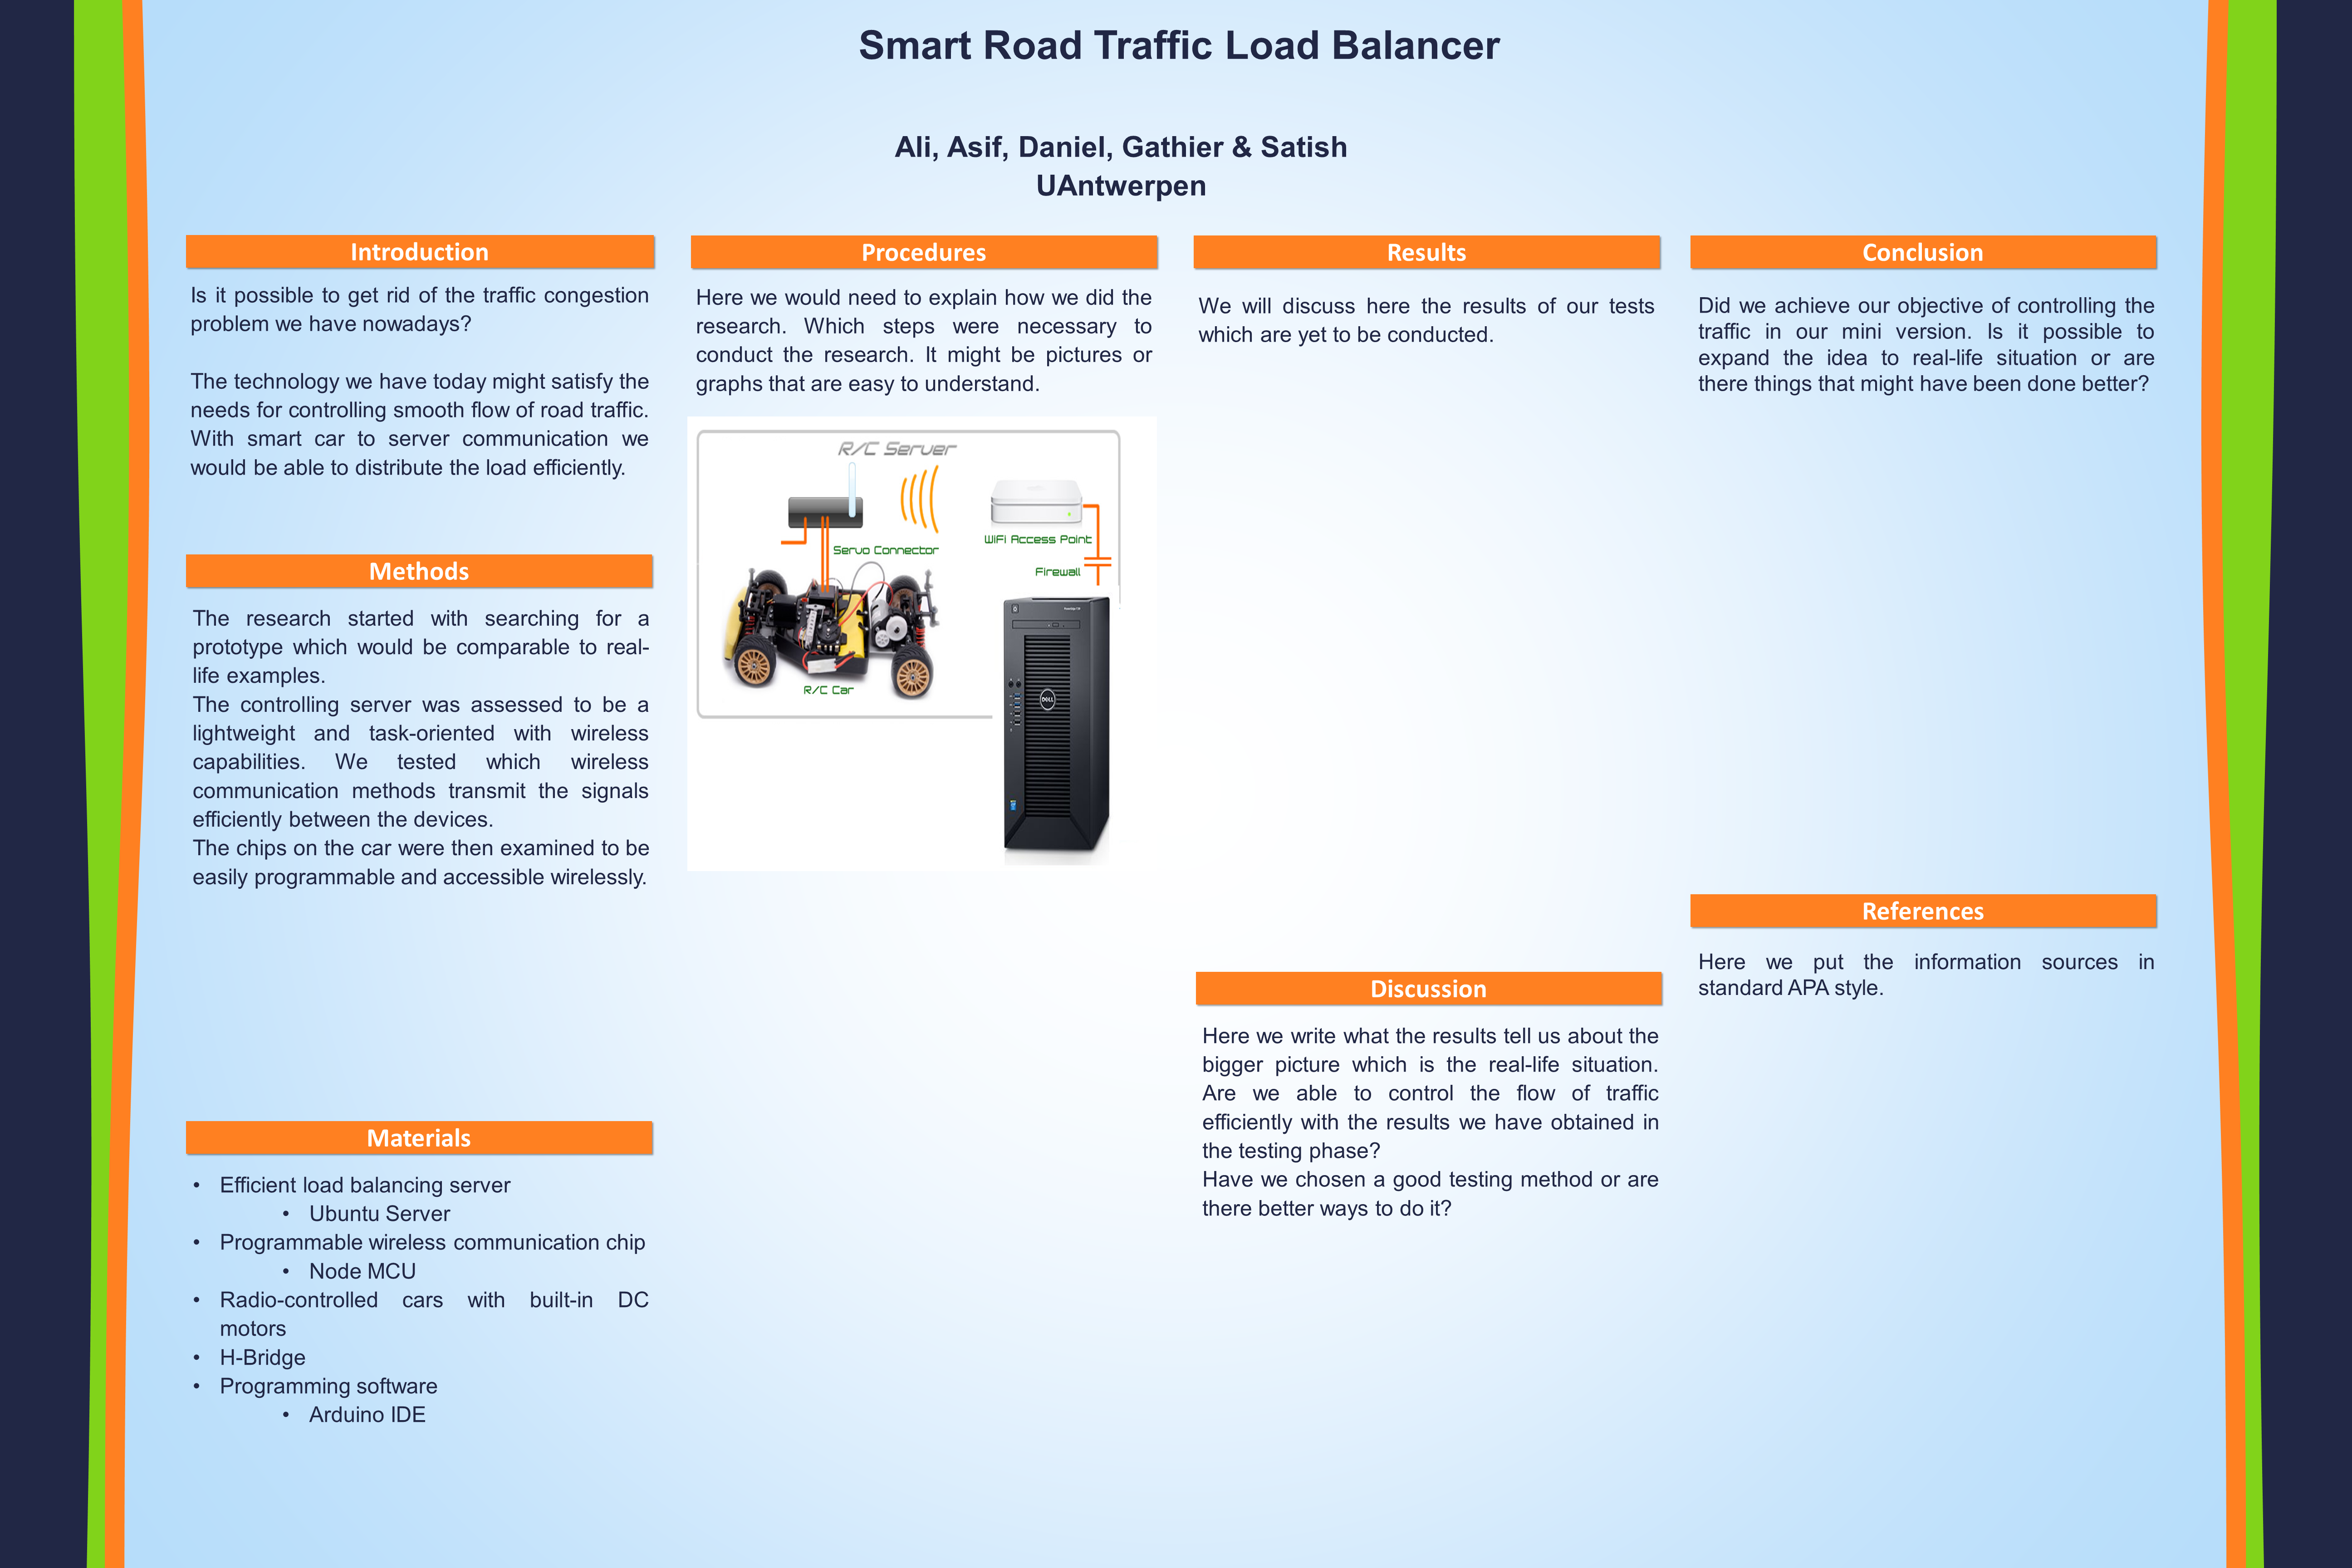 Smart Road Traffic Load Balancer
Ali, Asif, Daniel, Gathier & Satish
UAntwerpen
Introduction
Is it possible to get rid of the traffic congestion
problem we have nowadays?
The technology we have today might satisfy the
needs for controlling smooth flow of road traffic.
With smart car to server communication we
would be able to distribute the load efficiently.
Methods
The research started with searching for a
prototype which would be comparable to real-
life examples.
The controlling server was assessed to be a
lightweight and task-oriented with wireless
capabilities. We tested which wireless
communication methods transmit the signals
efficiently between the devices.
The chips on the car were then examined to be
easily programmable and accessible wirelessly.
Materials
• Efficient load balancing server
• Ubuntu Server
• Programmable wireless communication chip
• Node MCU
• Radio-controlled cars with built-in DC
motors
• H-Bridge
• Programming software
• Arduino IDE
Procedures
Here we would need to explain how we did the
research. Which steps were necessary to
conduct the research. It might be pictures or
graphs that are easy to understand.
R/C Server
Servo Connector
WiFi Access Point
Firewall
R/C Car
DELL
Results
We will discuss here the results of our tests
which are yet to be conducted.
Discussion
Here we write what the results tell us about the
bigger picture which is the real-life situation.
Are we able to control the flow of traffic
efficiently with the results we have obtained in
the testing phase?
Have we chosen a good testing method or are
there better ways to do it?
Conclusion
Did we achieve our objective of controlling the
traffic in our mini version. Is it possible to
expand the idea to real-life situation or are
there things that might have been done better?
References
Here we put the information sources in
standard APA style.